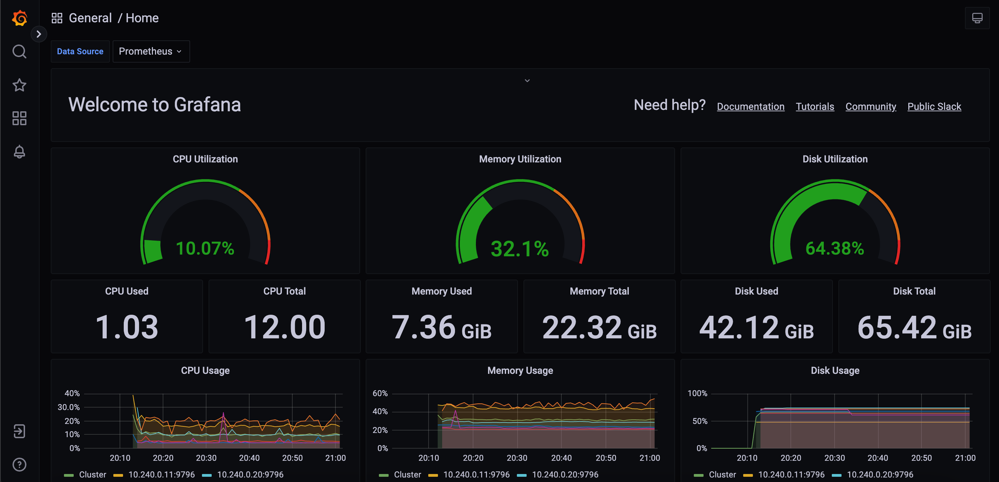 General / Home
Data Source Prometheus
Welcome to Grafana
Need help? Documentation Tutorials Community Public Slack
CPU Utilization
10.07%
Memory Utilization
32.1%
Disk Utilization
64.38%
CPU Used
1.03
CPU Total
12.00
Memory Used
7.36 GiB
Memory Total
22.32 GiB
Disk Used
42.12 GiB
Disk Total
65.42 GiB
CPU Usage
40%
30.0%
20%
10%
0%
20:10 20:20 20:30 20:40 20:50 21:00
Cluster 10.240.0.11:9796 10.240.0.20:9796
Memory Usage
60%
40%
20%
0%
20:10 20:20 20:30 20:40 20:50 21:00
Cluster 10.240.0.11:9796 10.240.0.20:9796
Disk Usage
100%
50%
0%
20:10 20:20 20:30 20:40 20:50 21:00
Cluster 10.240.0.11:9796 10.240.0.20:9796